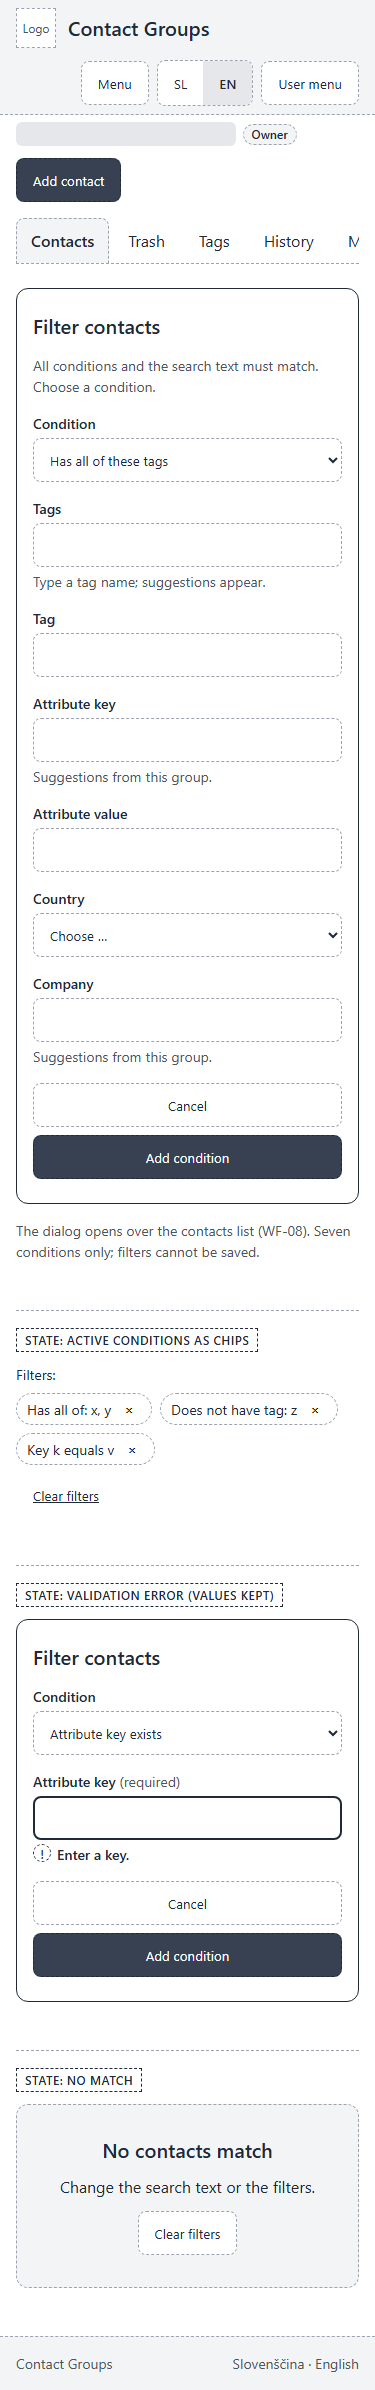 Logo
Contact Groups
Menu
SL
EN
User menu
Owner
Add contact
Contacts
Trash
Tags
History
M
Filter contacts
All conditions and the search text must match.
Choose a condition.
Condition
Has all of these tags
Tags
Type a tag name; suggestions appear.
Tag
Attribute key
Suggestions from this group.
Attribute value
Country
Choose ...
Company
Suggestions from this group.
Cancel
Add condition
The dialog opens over the contacts list (WF-08). Seven
conditions only; filters cannot be saved.
STATE: ACTIVE CONDITIONS AS CHIPS
Filters:
Has all of: x, y ×
Does not have tag: z ×
Key k equals v ×
Clear filters
STATE: VALIDATION ERROR (VALUES KEPT)
Filter contacts
Condition
Attribute key exists
Attribute key (required)
! Enter a key.
Cancel
Add condition
STATE: NO MATCH
No contacts match
Change the search text or the filters.
Clear filters
Contact Groups
Slovenščina · English